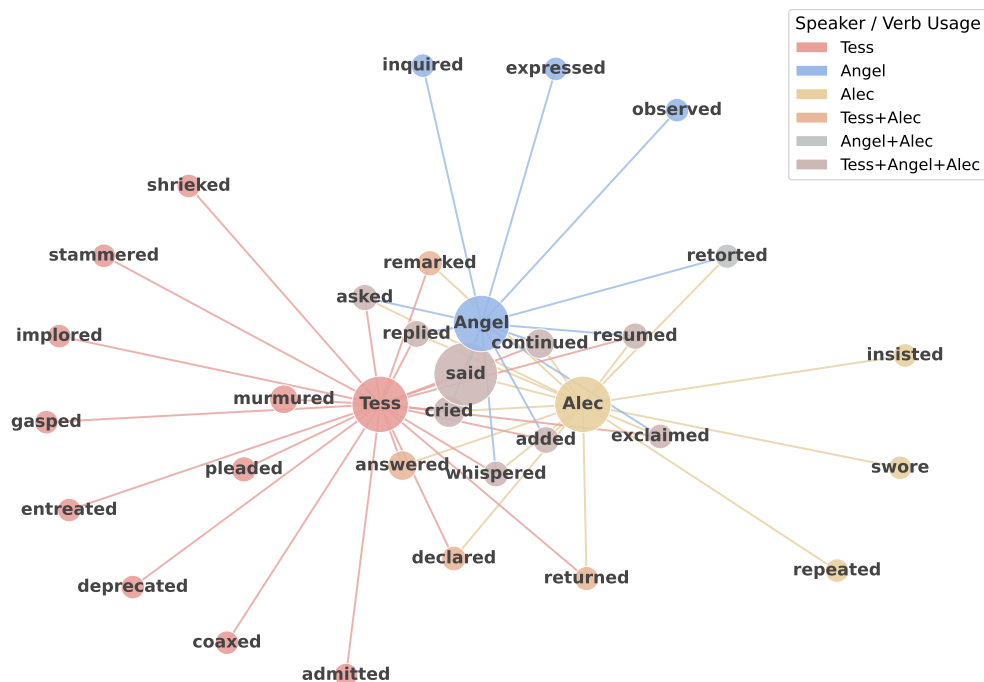 Speaker / Verb Usage
Tess
Angel
Alec
Tess+Alec
Angel+Alec
Tess+Angel+Alec
inquired
expressed
observed
shrieked
stammered
retorted
remarked
asked
Angel
replied
continued
resumed
implored
insisted
said
murmured
Tess
Alec
cried
gasped
exclaimed
added
answered
pleaded
whispered
swore
entreated
declared
repeated
returned
deprecated
coaxed
admitted